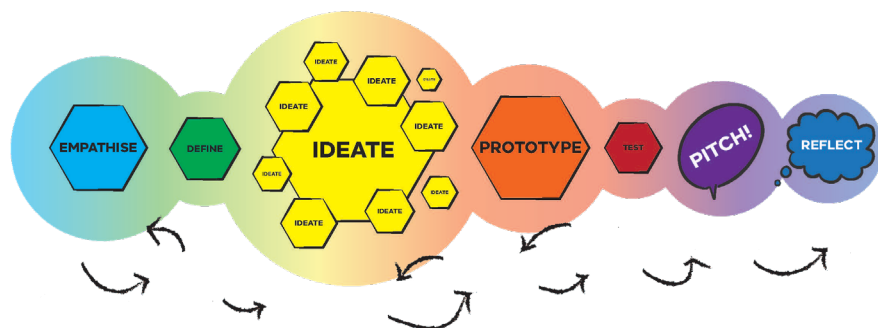 EMPATHISE
DEFINE
IDEATE
IDEATE
IDEATE
IDEATE
IDEATE
IDEATE
IDEATE
IDEATE
IDEATE
PROTOTYPE
TEST
PITCH!
REFLECT